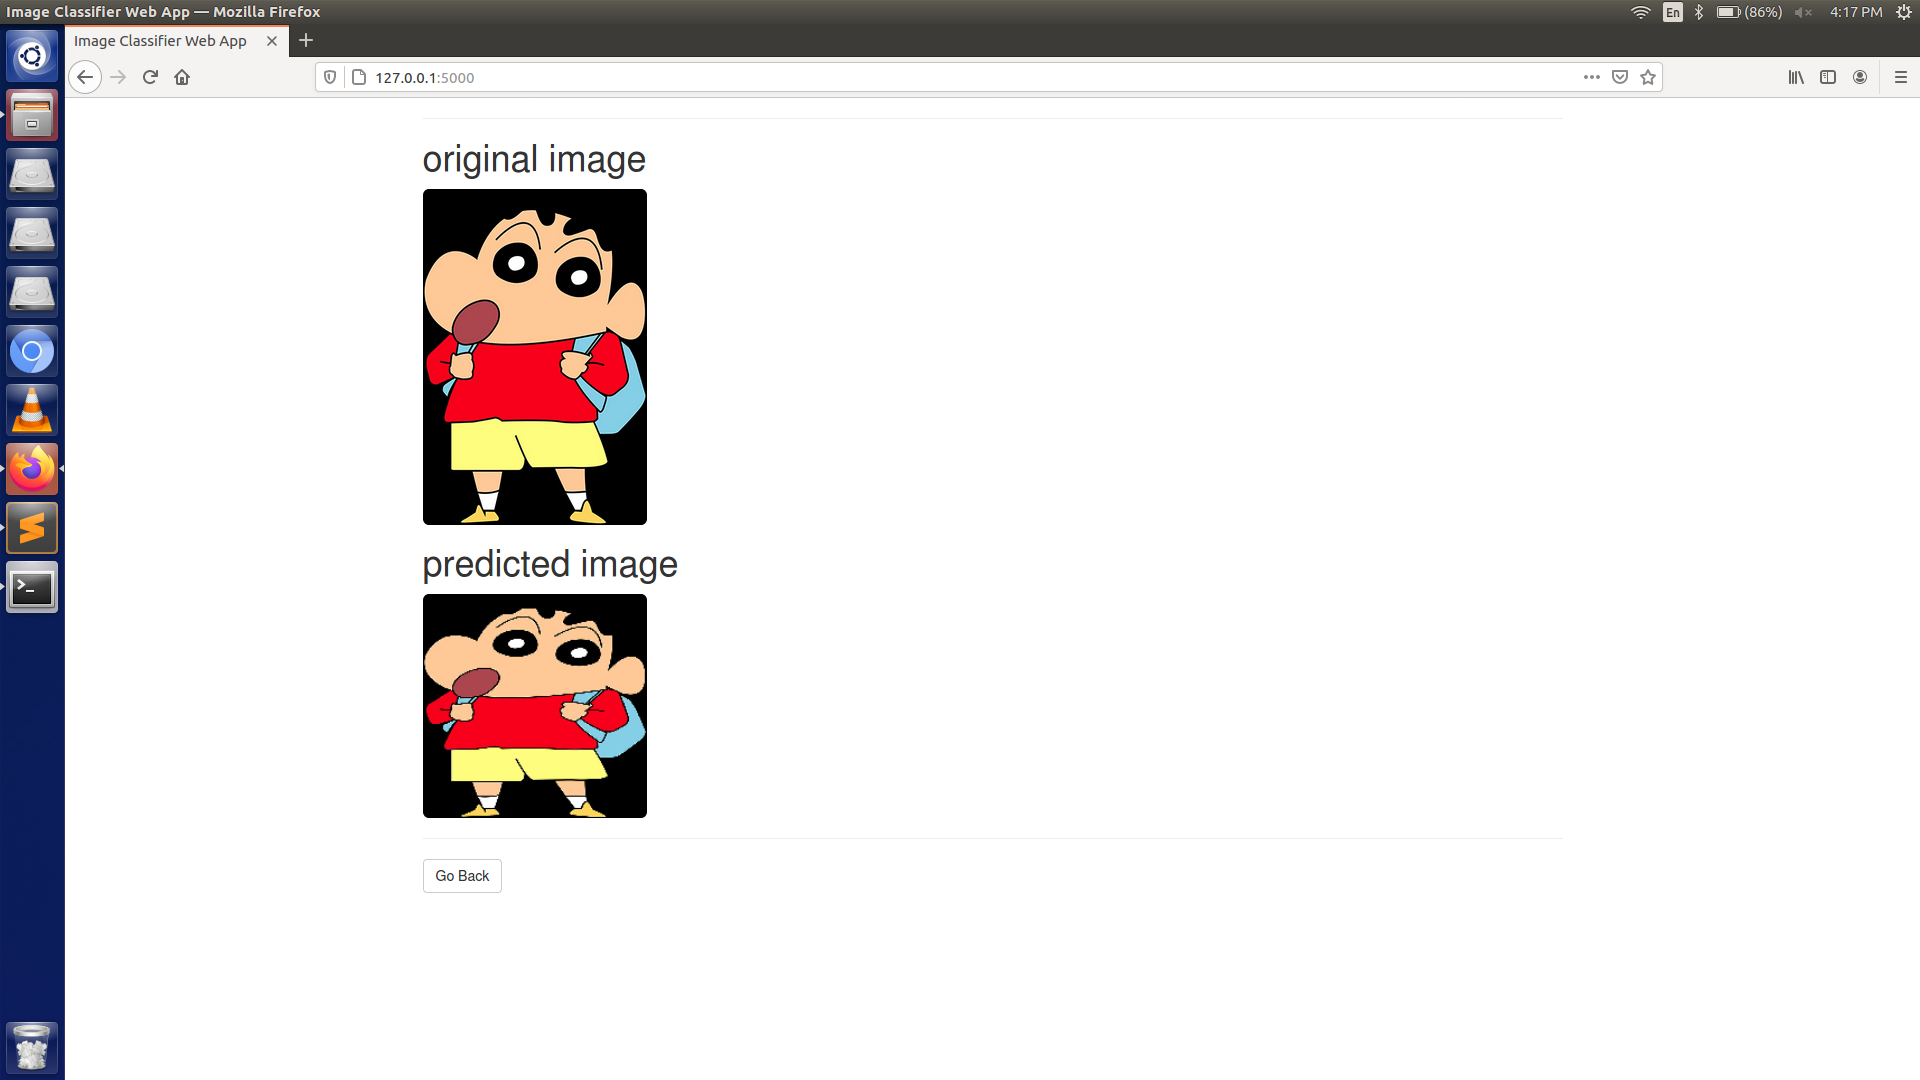 Image Classifier Web App — Mozilla Firefox
En
(86%)
4:17 PM
Image Classifier Web App
127.0.0.1:5000
original image
predicted image
Go Back